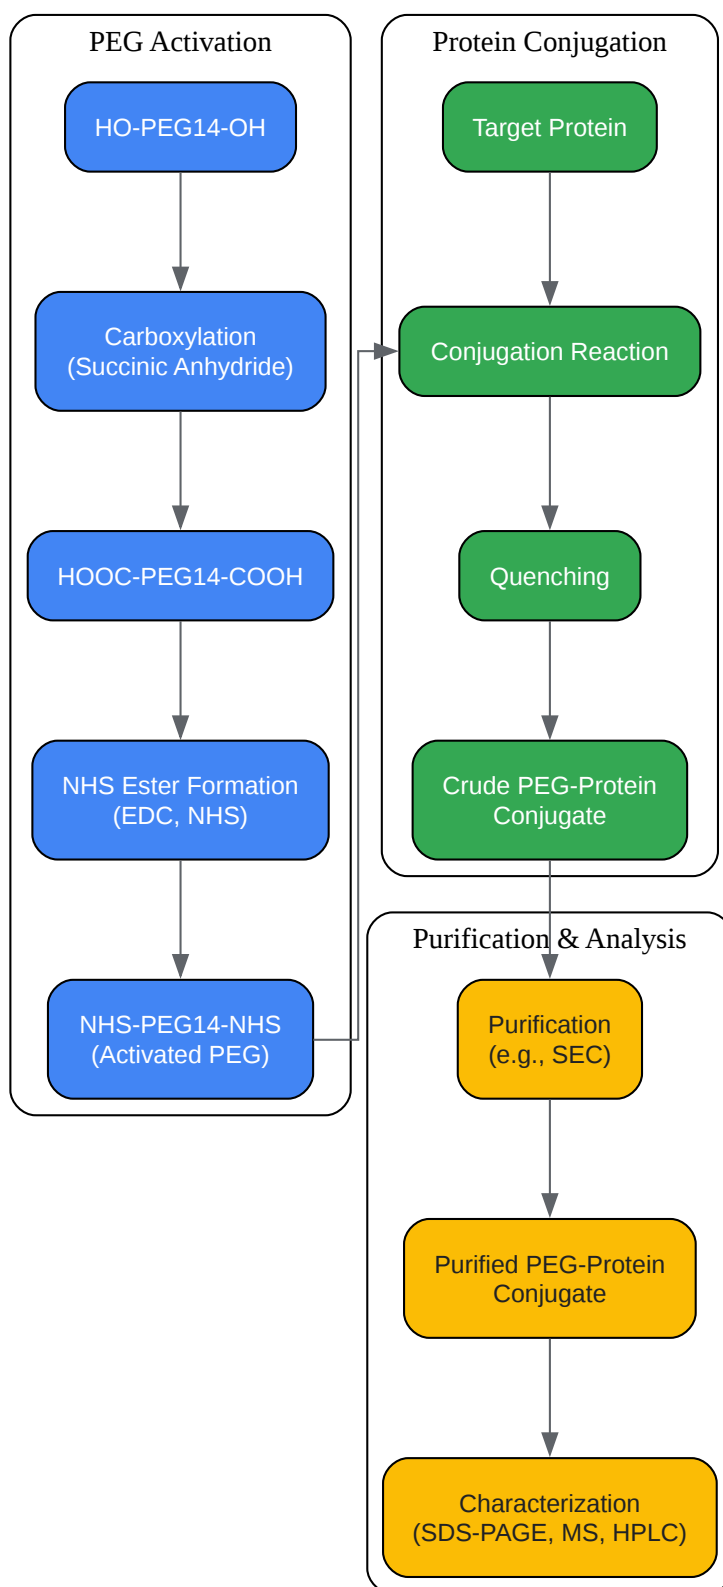 PEG Activation
HO-PEG14-OH
Carboxylation
(Succinic Anhydride)
HOOC-PEG14-COOH
NHS Ester Formation
(EDC, NHS)
NHS-PEG14-NHS
(Activated PEG)
Protein Conjugation
Target Protein
Conjugation Reaction
Quenching
Crude PEG-Protein
Conjugate
Purification & Analysis
Purification
(e.g., SEC)
Purified PEG-Protein
Conjugate
Characterization
(SDS-PAGE, MS, HPLC)